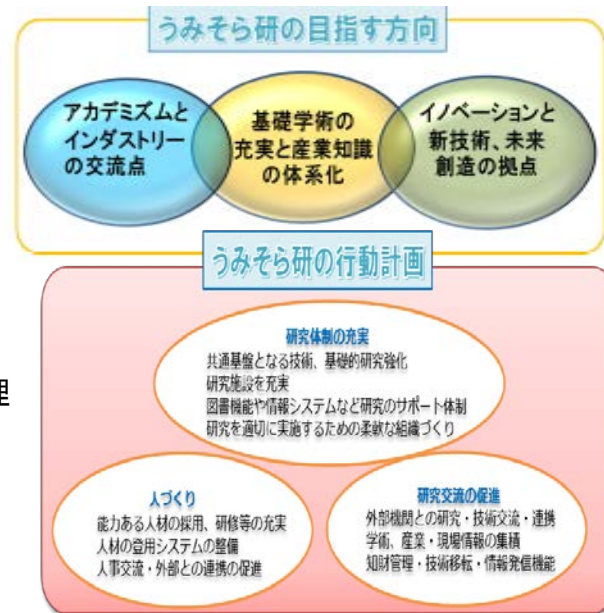 うみそら研の目指す方向
アカデミズムと
インダストリー
の交流点
基礎学術の
充実と産業知識
の体系化
イノベーションと
新技術、未来
創造の拠点
うみそら研の行動計画
理
研究体制の充実
共通基盤となる技術、基礎的研究強化
研究施設を充実
図書機能や情報システムなど研究のサポート体制
研究を適切に実施するための柔軟な組織づくり
人づくり
能力ある人材の採用、研修等の充実
人材の登用システムの整備
人事交流・外部との連携の促進
研究交流の促進
外部機関との研究・技術交流・連携
学術、産業・現場情報の集積
知財管理・技術移転・情報発信機能